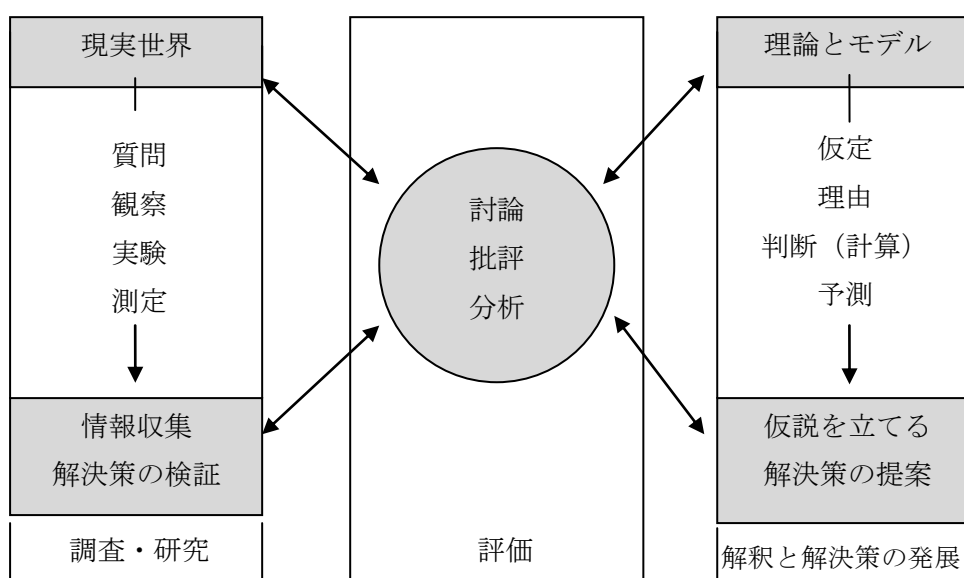 現実世界
質問
観察
実験
測定
情報収集
解決策の検証
調査・研究
討論
批評
分析
評価
理論とモデル
仮定
理由
判断（計算）
予測
仮説を立てる
解決策の提案
解釈と解決策の発展